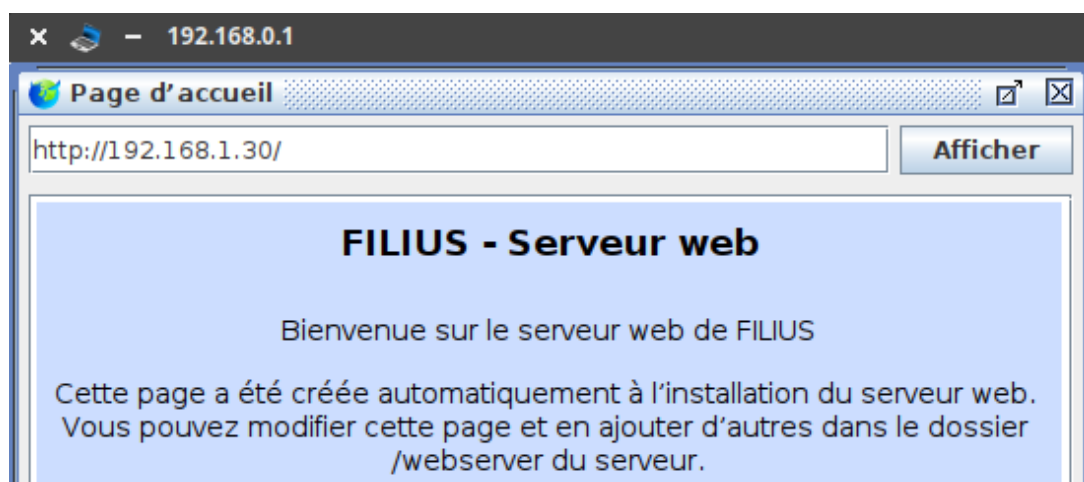 192.168.0.1
Page d'accueil
http://192.168.1.30/
Afficher
FILIUS - Serveur web
Bienvenue sur le serveur web de FILIUS
Cette page a été créée automatiquement à l'installation du serveur web.
Vous pouvez modifier cette page et en ajouter d'autres dans le dossier
/webserver du serveur.